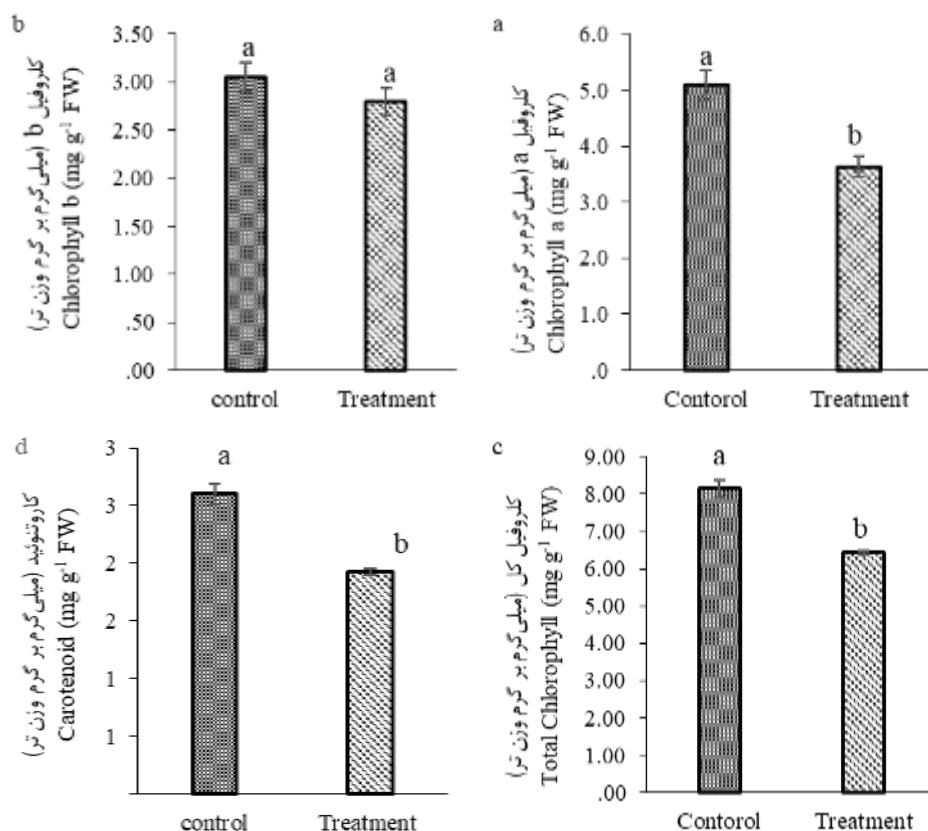 b
کلروفیل b (میلی‌گرم بر گرم وزن تر)
Chlorophyll b (mg g⁻¹ FW)
3.50
3.00
2.50
2.00
1.50
1.00
.50
.00
a
a
control
Treatment
a
کلروفیل a (میلی‌گرم بر گرم وزن تر)
Chlorophyll a (mg g⁻¹ FW)
6.0
5.0
4.0
3.0
2.0
1.0
.0
a
b
Contorol
Treatment
d
کاروتنوئید (میلی‌گرم بر گرم وزن تر)
Carotenoid (mg g⁻¹ FW)
3
3
2
2
1
1
a
b
control
Treatment
c
کلروفیل کل (میلی‌گرم بر گرم وزن تر)
Total Chlorophyll (mg g⁻¹ FW)
9.00
8.00
7.00
6.00
5.00
4.00
3.00
2.00
1.00
.00
a
b
Contorol
Treatment